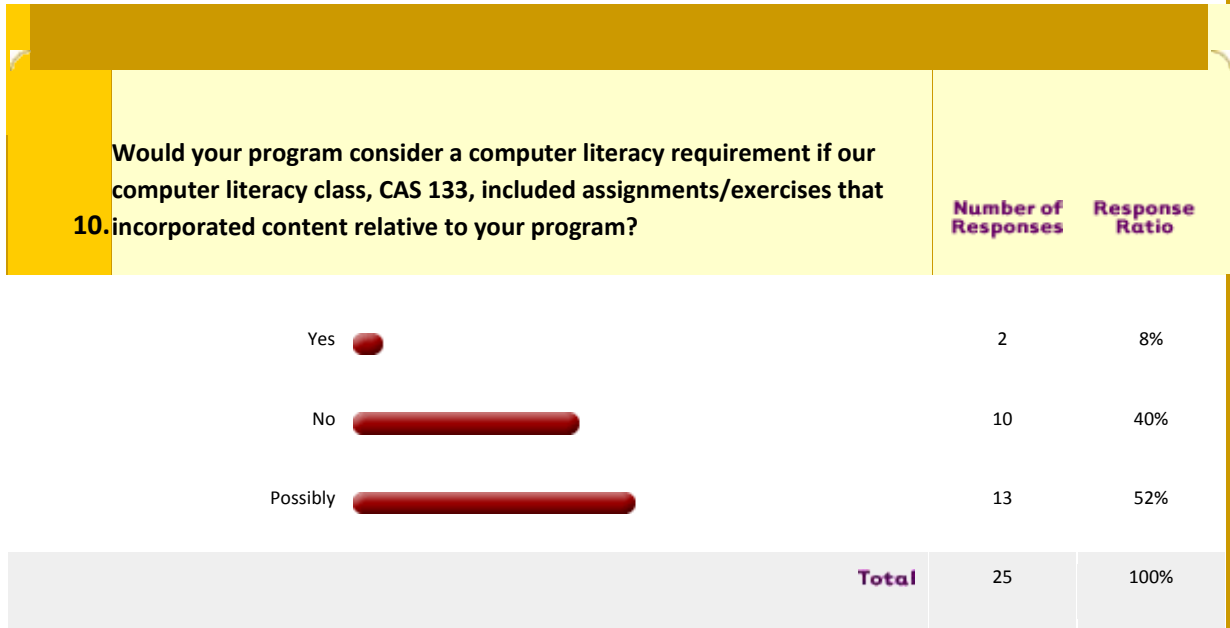 Would your program consider a computer literacy requirement if our
computer literacy class, CAS 133, included assignments/exercises that
10. incorporated content relative to your program?
Number of Responses
Response Ratio
Yes 2 8%
No 10 40%
Possibly 13 52%
Total 25 100%